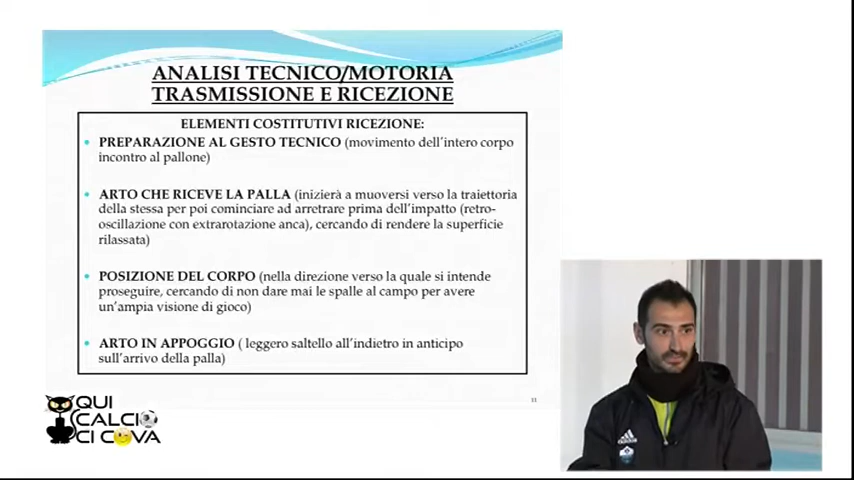 ANALISI TECNICO/MOTORIA
TRASMISSIONE E RICEZIONE
ELEMENTI COSTITUTIVI RICEZIONE:
• PREPARAZIONE AL GESTO TECNICO (movimento dell'intero corpo
incontro al pallone)
• ARTO CHE RICEVE LA PALLA (inizierà a muoversi verso la traiettoria
della stessa per poi cominciare ad arretrare prima dell'impatto (retro-
oscillazione con extrarotazione anca), cercando di rendere la superficie
rilassata)
• POSIZIONE DEL CORPO (nella direzione verso la quale si intende
proseguire, cercando di non dare mai le spalle al campo per avere
un'ampia visione di gioco)
• ARTO IN APPOGGIO ( leggero saltello all'indietro in anticipo
sull'arrivo della palla)
11
QUI
CALCIO
CI COVA
adidas